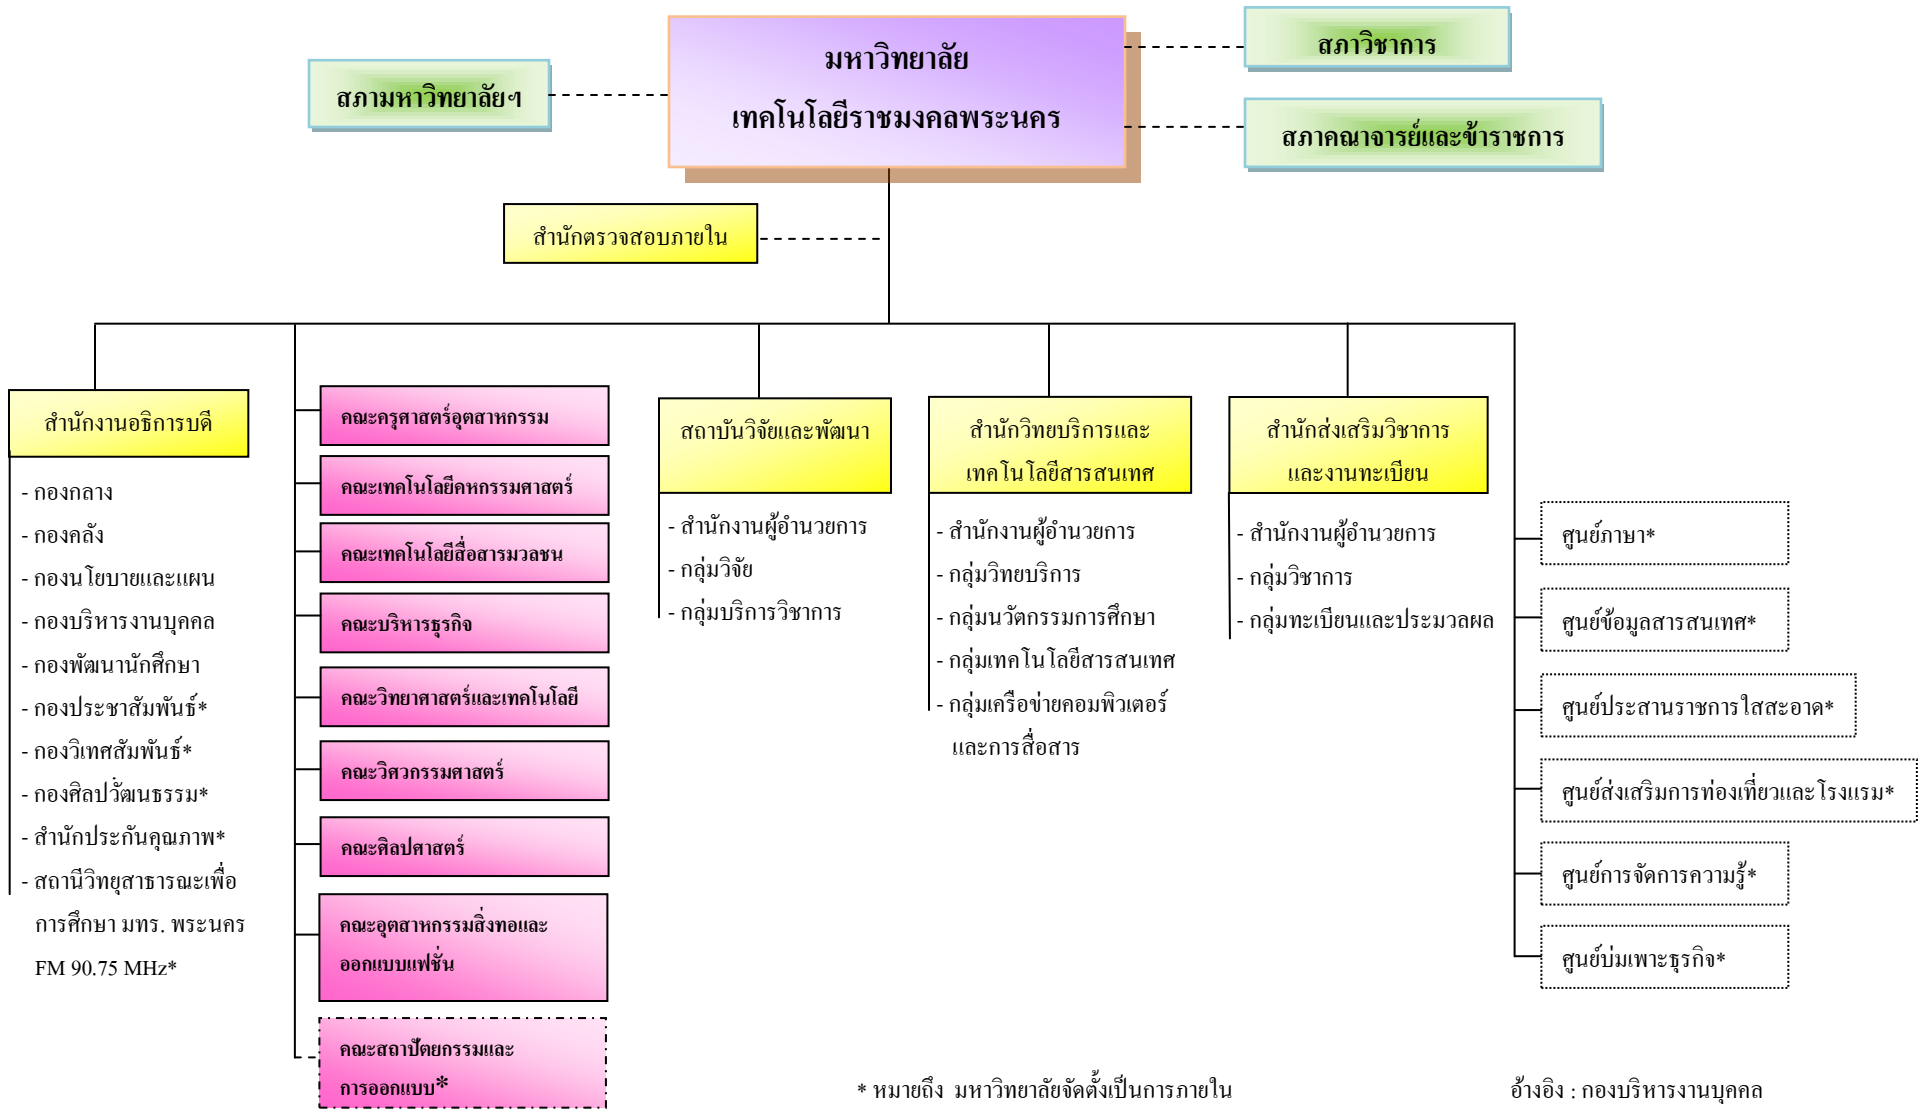 มหาวิทยาลัย
เทคโนโลยีราชมงคลพระนคร
สภามหาวิทยาลัยฯ
สภาวิชาการ
สภาคณาจารย์และข้าราชการ
สำนักตรวจสอบภายใน
สำนักงานอธิการบดี
- กองกลาง
- กองคลัง
- กองนโยบายและแผน
- กองบริหารงานบุคคล
- กองพัฒนานักศึกษา
- กองประชาสัมพันธ์*
- กองวิเทศสัมพันธ์*
- กองศิลปวัฒนธรรม*
- สำนักประกันคุณภาพ*
- สถานีวิทยุสาธารณะเพื่อ
การศึกษา มทร. พระนคร
FM 90.75 MHz*
คณะครุศาสตร์อุตสาหกรรม
คณะเทคโนโลยีคหกรรมศาสตร์
คณะเทคโนโลยีสื่อสารมวลชน
คณะบริหารธุรกิจ
คณะวิทยาศาสตร์และเทคโนโลยี
คณะวิศวกรรมศาสตร์
คณะศิลปศาสตร์
คณะอุตสาหกรรมสิ่งทอและ
ออกแบบแฟชั่น
คณะสถาปัตยกรรมและ
การออกแบบ*
สถาบันวิจัยและพัฒนา
- สำนักงานผู้อำนวยการ
- กลุ่มวิจัย
- กลุ่มบริการวิชาการ
สำนักวิทยบริการและ
เทคโนโลยีสารสนเทศ
- สำนักงานผู้อำนวยการ
- กลุ่มวิทยบริการ
- กลุ่มนวัตกรรมการศึกษา
- กลุ่มเทคโนโลยีสารสนเทศ
- กลุ่มเครือข่ายคอมพิวเตอร์
และการสื่อสาร
สำนักส่งเสริมวิชาการ
และงานทะเบียน
- สำนักงานผู้อำนวยการ
- กลุ่มวิชาการ
- กลุ่มทะเบียนและประมวลผล
ศูนย์ภาษา*
ศูนย์ข้อมูลสารสนเทศ*
ศูนย์ประสานราชการใสสะอาด*
ศูนย์ส่งเสริมการท่องเที่ยวและโรงแรม*
ศูนย์การจัดการความรู้*
ศูนย์บ่มเพาะธุรกิจ*
* หมายถึง มหาวิทยาลัยจัดตั้งเป็นการภายใน
อ้างอิง : กองบริหารงานบุคคล